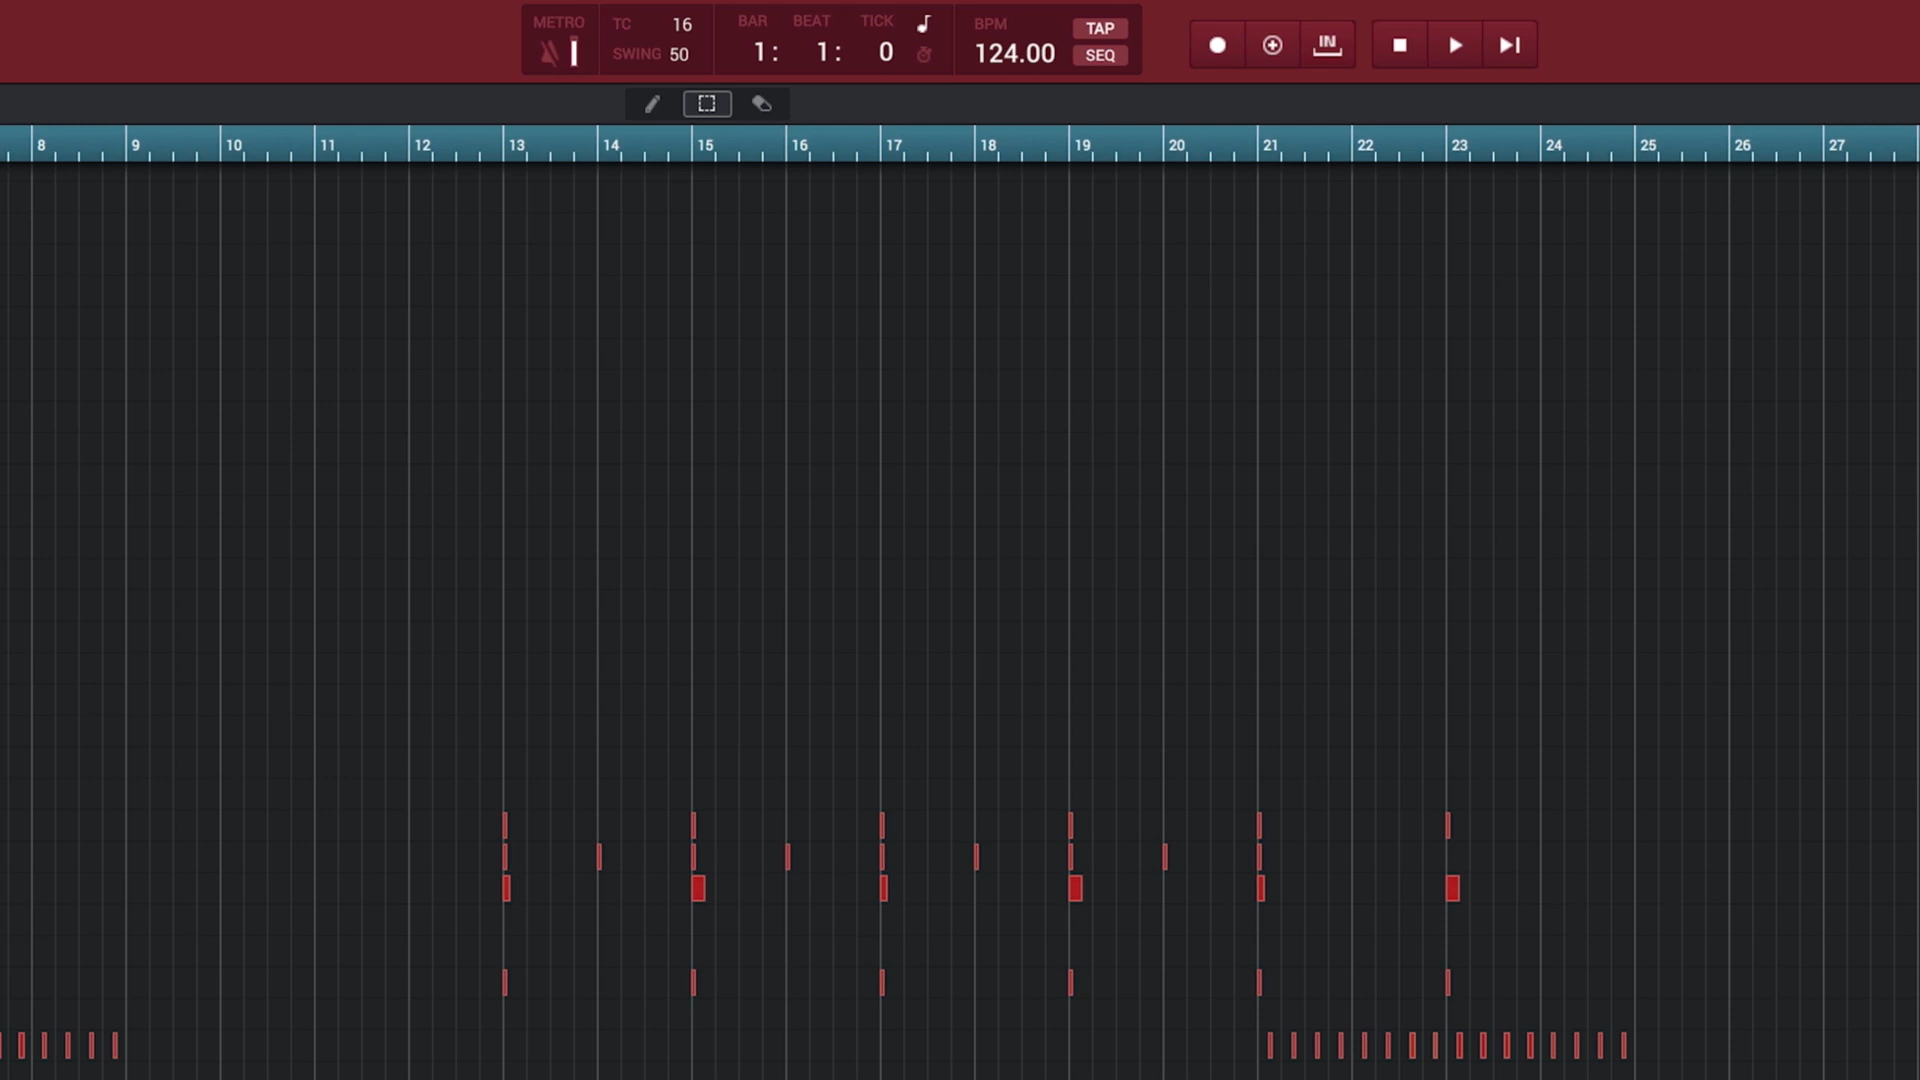 METRO TC 16 BAR BEAT TICK BPM TAP
SWING 50 1: 1: 0 124.00 SEQ
IN
8 9 10 11 12 13 14 15 16 17 18 19 20 21 22 23 24 25 26 27